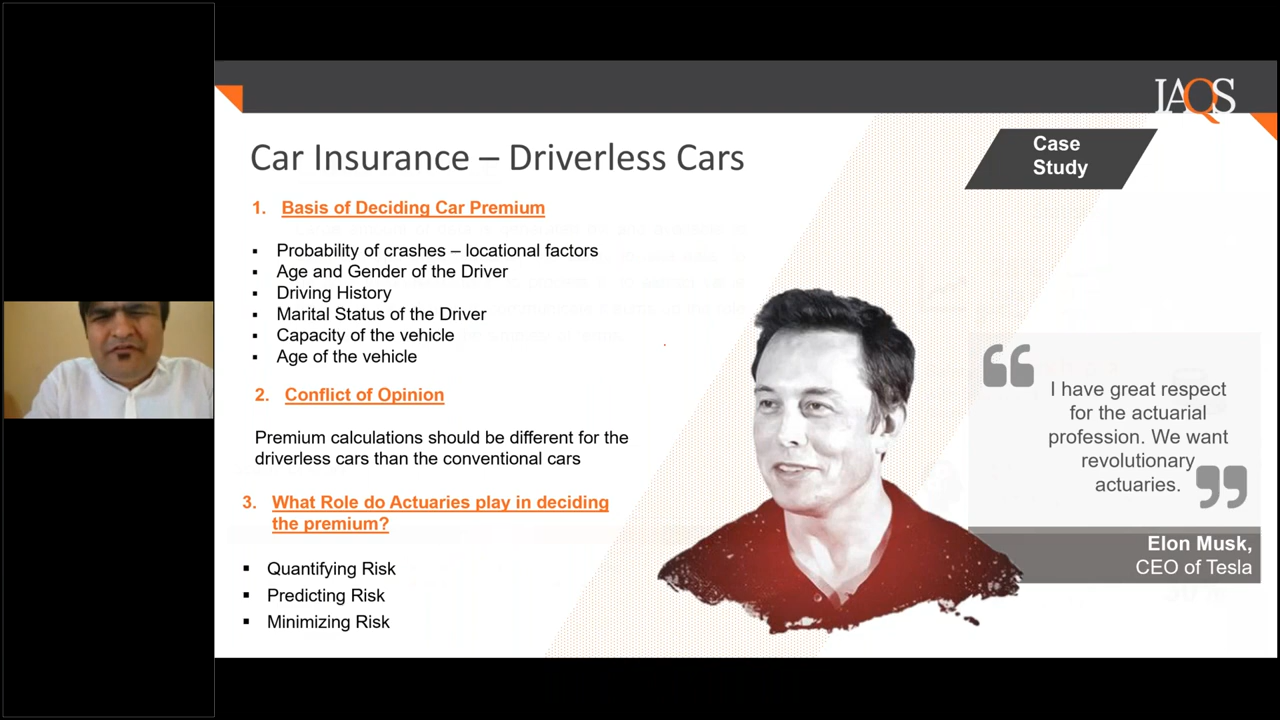 IAQS
Case
Study
Car Insurance – Driverless Cars
1. Basis of Deciding Car Premium
▪ Probability of crashes – locational factors
▪ Age and Gender of the Driver
▪ Driving History
▪ Marital Status of the Driver
▪ Capacity of the vehicle
▪ Age of the vehicle
2. Conflict of Opinion
Premium calculations should be different for the
driverless cars than the conventional cars
3. What Role do Actuaries play in deciding
the premium?
▪ Quantifying Risk
▪ Predicting Risk
▪ Minimizing Risk
“
I have great respect
for the actuarial
profession. We want
revolutionary
actuaries. ”
Elon Musk,
CEO of Tesla